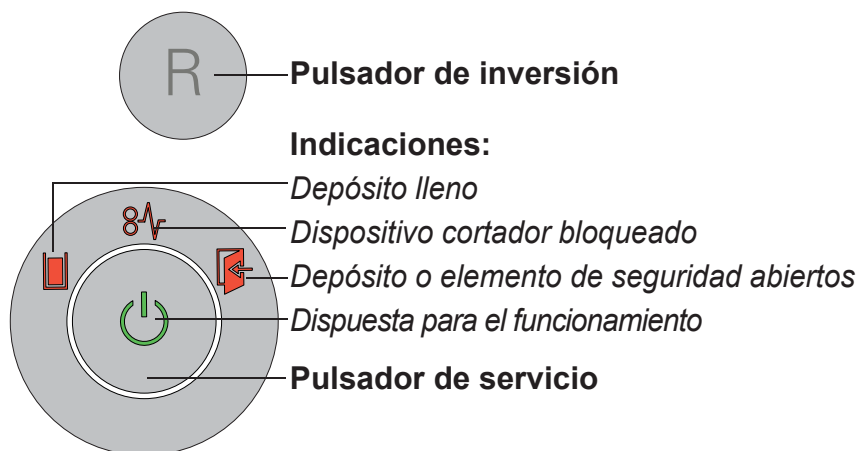 R
Pulsador de inversión
Indicaciones:
Depósito lleno
Dispositivo cortador bloqueado
Depósito o elemento de seguridad abiertos
Dispuesta para el funcionamiento
Pulsador de servicio